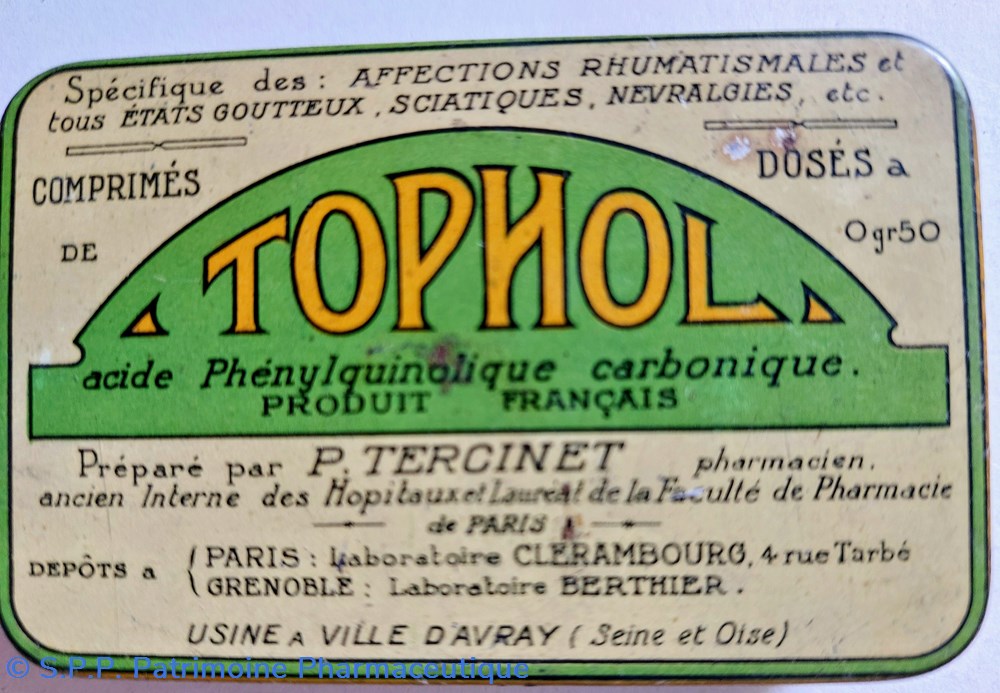 Spécifique des : AFFECTIONS RHUMATISMALES et
tous ÉTATS GOUTTEUX, SCIATIQUES, NEVRALGIES, etc.
COMPRIMÉS
DE
DOSÉS a
0gr50
TOPHOL
acide Phénylquinolique carbonique.
PRODUIT FRANÇAIS
Préparé par P. TERCINET pharmacien.
ancien Interne des Hopitaux et Laureat de la Faculté de Pharmacie
de PARIS
DEPÔTS a
PARIS : Laboratoire CLERAMBOURG, 4 rue Tarbé
GRENOBLE : Laboratoire BERTHIER.
USINE A VILLE D'AVRAY (Seine et Oise)
© S.P.P. Patrimoine Pharmaceutique